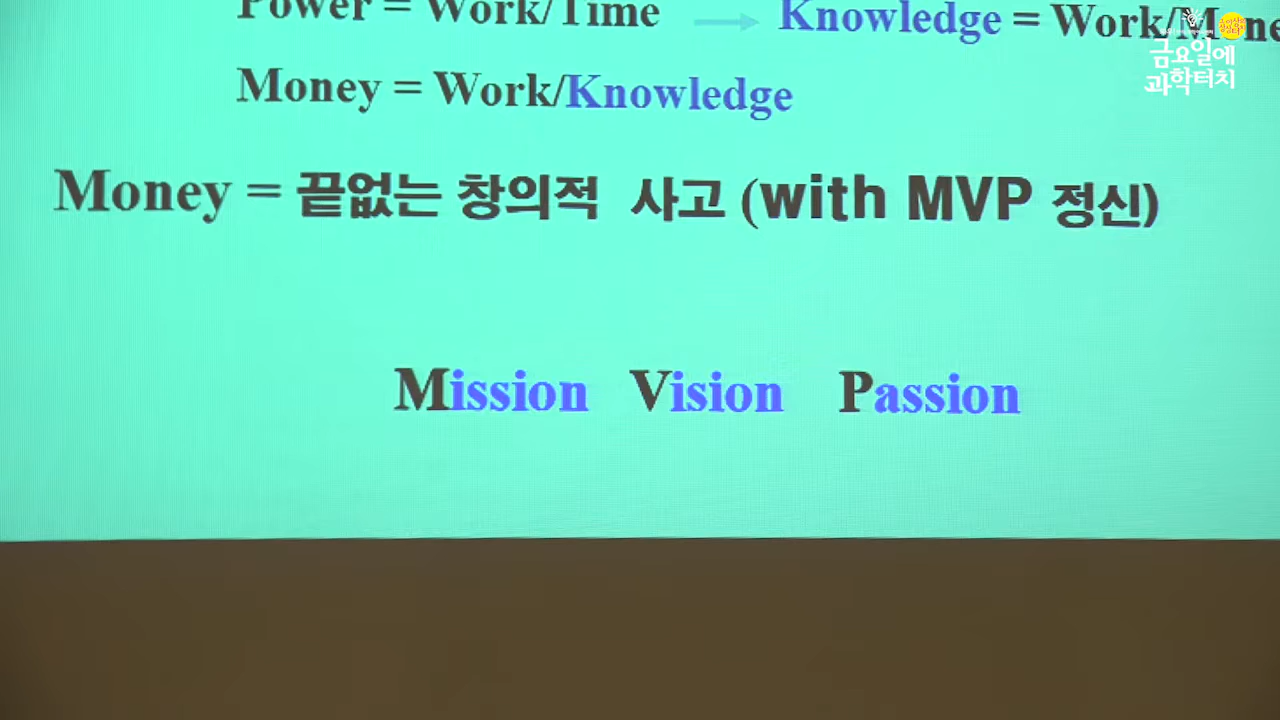 Power = Work/Time → Knowledge = Work/Mone
Money = Work/Knowledge
Money = 끝없는 창의적 사고 (with MVP 정신)
Mission Vision Passion
금요일에
과학터치